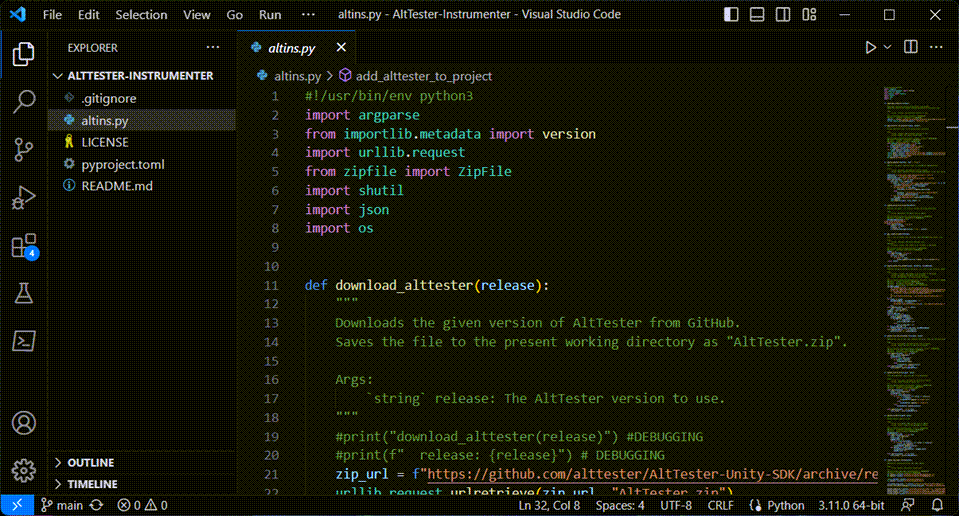 File Edit Selection View Go Run ··· altins.py - AltTester-Instrumenter - Visual Studio Code
EXPLORER ···
ALTTESTER-INSTRUMENTER
.gitignore
altins.py
LICENSE
pyproject.toml
README.md
OUTLINE
TIMELINE
4
altins.py
altins.py > add_alttester_to_project
1 #!/usr/bin/env python3
2 import argparse
3 from importlib.metadata import version
4 import urllib.request
5 from zipfile import ZipFile
6 import shutil
7 import json
8 import os
9
10
11 def download_alttester(release):
12 """
13 Downloads the given version of AltTester from GitHub.
14 Saves the file to the present working directory as "AltTester.zip".
15
16 Args:
17 `string` release: The AltTester version to use.
18 """
19 #print("download_alttester(release)") #DEBUGGING
20 #print(f"  release: {release}") # DEBUGGING
21 zip_url = f"https://github.com/alttester/AltTester-Unity-SDK/archive/re
22 urllib.request.urlretrieve(zip_url, "AltTester.zip")
main 0 0 Ln 32, Col 8 Spaces: 4 UTF-8 CRLF Python 3.11.0 64-bit